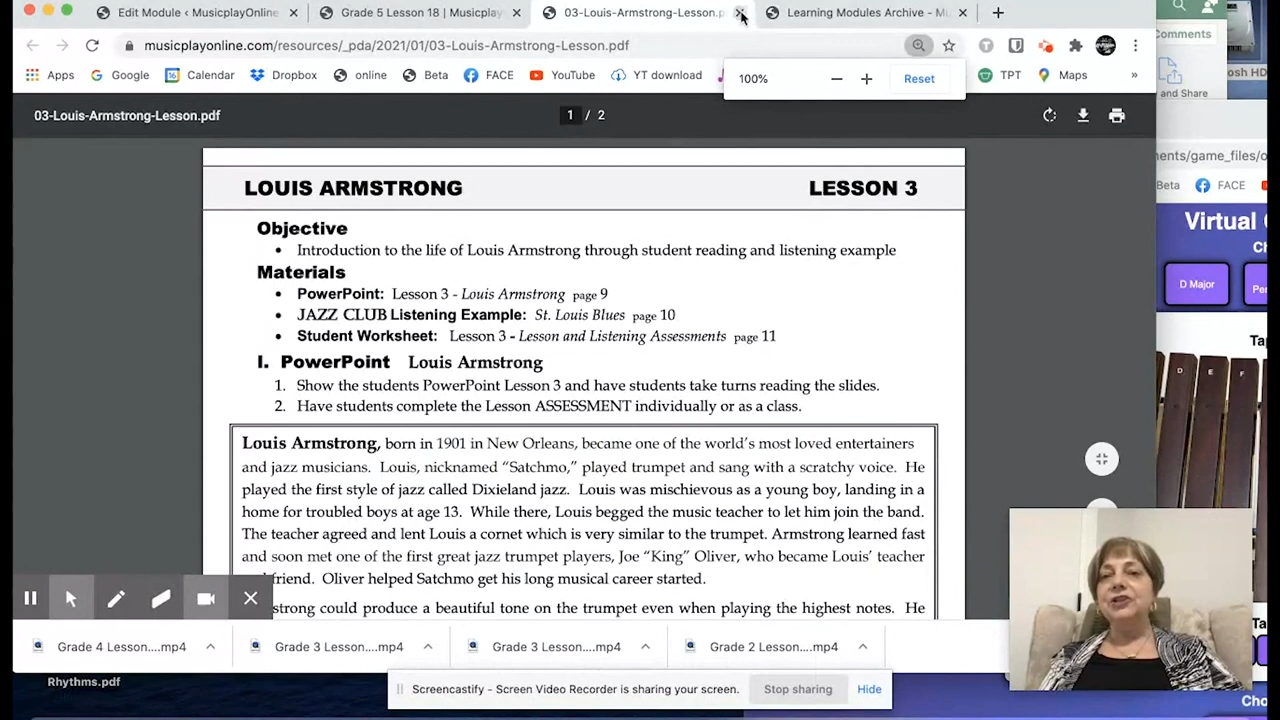 Edit Module ‹ MusicplayOnline
Grade 5 Lesson 18 | Musicplay
03-Louis-Armstrong-Lesson.p
Learning Modules Archive - Mu
musicplayonline.com/resources/_pda/2021/01/03-Louis-Armstrong-Lesson.pdf
Comments
Apps
Google
Calendar
Dropbox
online
Beta
FACE
YouTube
YT download
TPT
Maps
»
100%
Reset
osh HD
and Share
03-Louis-Armstrong-Lesson.pdf
1 / 2
ents/game_files/o
Beta
FACE
LOUIS ARMSTRONG
LESSON 3
Objective
• Introduction to the life of Louis Armstrong through student reading and listening example
Materials
• PowerPoint: Lesson 3 - Louis Armstrong page 9
• JAZZ CLUB Listening Example: St. Louis Blues page 10
• Student Worksheet: Lesson 3 - Lesson and Listening Assessments page 11
I. PowerPoint Louis Armstrong
1. Show the students PowerPoint Lesson 3 and have students take turns reading the slides.
2. Have students complete the Lesson ASSESSMENT individually or as a class.
Louis Armstrong, born in 1901 in New Orleans, became one of the world's most loved entertainers
and jazz musicians. Louis, nicknamed "Satchmo," played trumpet and sang with a scratchy voice. He
played the first style of jazz called Dixieland jazz. Louis was mischievous as a young boy, landing in a
home for troubled boys at age 13. While there, Louis begged the music teacher to let him join the band.
The teacher agreed and lent Louis a cornet which is very similar to the trumpet. Armstrong learned fast
and soon met one of the first great jazz trumpet players, Joe "King" Oliver, who became Louis' teacher
friend. Oliver helped Satchmo get his long musical career started.
strong could produce a beautiful tone on the trumpet even when playing the highest notes. He
Virtual
Ch
D Major
Pe
Ta
D E F
Grade 4 Lesson....mp4
Grade 3 Lesson....mp4
Grade 3 Lesson....mp4
Grade 2 Lesson....mp4
Rhythms.pdf
Screencastify - Screen Video Recorder is sharing your screen.
Stop sharing
Hide
Ta
Cho